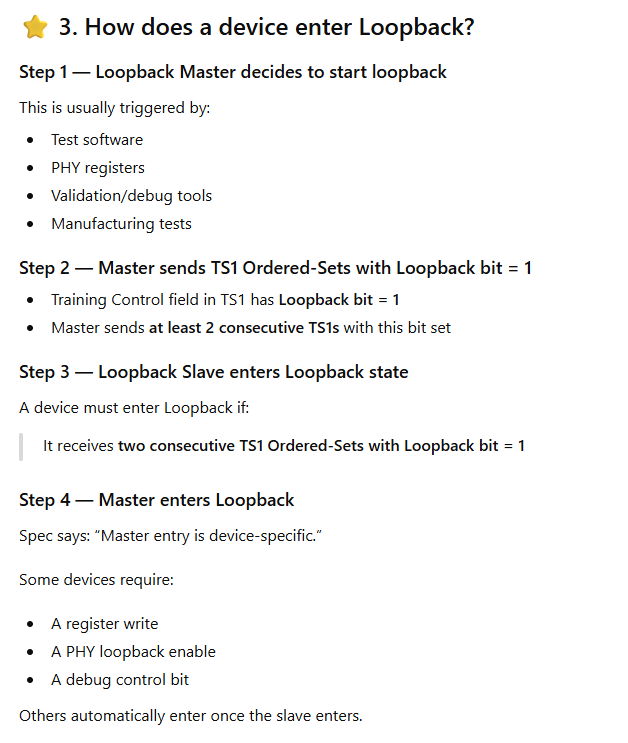 ⭐ 3. How does a device enter Loopback?
Step 1 — Loopback Master decides to start loopback
This is usually triggered by:
• Test software
• PHY registers
• Validation/debug tools
• Manufacturing tests
Step 2 — Master sends TS1 Ordered-Sets with Loopback bit = 1
• Training Control field in TS1 has Loopback bit = 1
• Master sends at least 2 consecutive TS1s with this bit set
Step 3 — Loopback Slave enters Loopback state
A device must enter Loopback if:
It receives two consecutive TS1 Ordered-Sets with Loopback bit = 1
Step 4 — Master enters Loopback
Spec says: “Master entry is device-specific.”
Some devices require:
• A register write
• A PHY loopback enable
• A debug control bit
Others automatically enter once the slave enters.